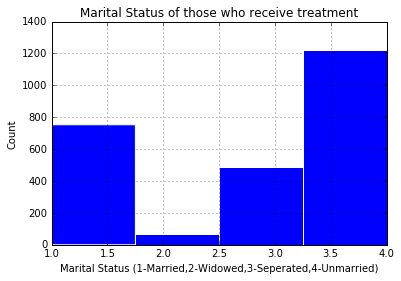 Marital Status of those who receive treatment
1400
1200
1000
800
600
400
200
0
Count
1.0 1.5 2.0 2.5 3.0 3.5 4.0
Marital Status (1-Married,2-Widowed,3-Seperated,4-Unmarried)